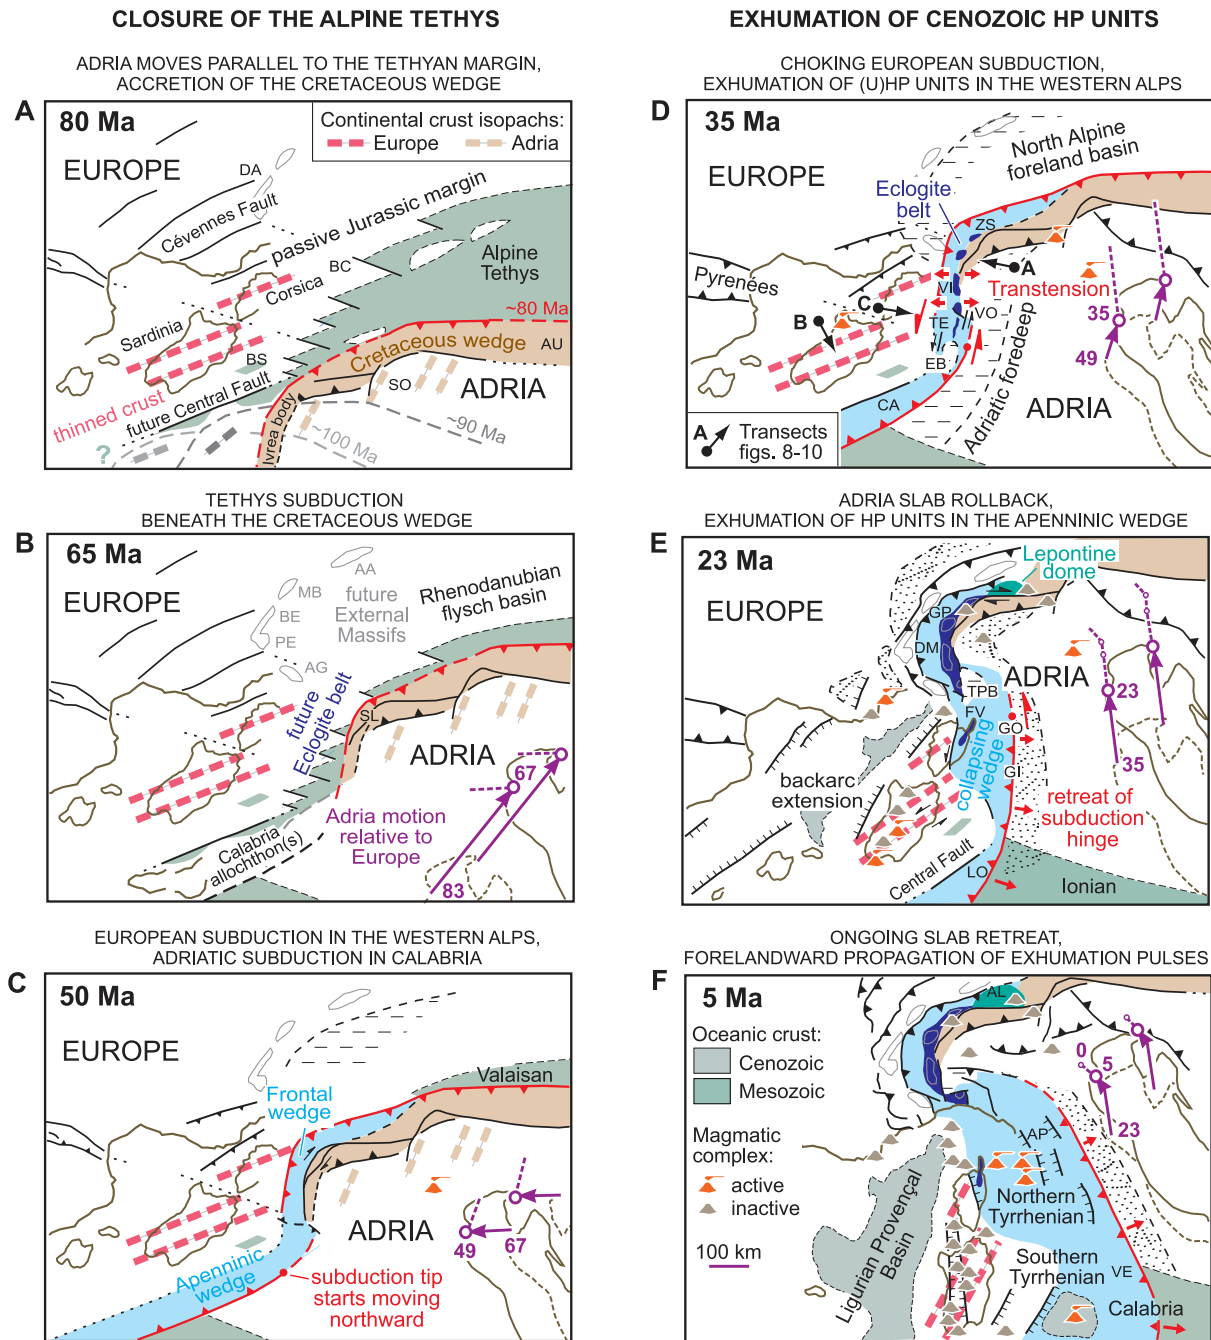 CLOSURE OF THE ALPINE TETHYS
ADRIA MOVES PARALLEL TO THE TETHYAN MARGIN,
ACCRETION OF THE CRETACEOUS WEDGE
A
80 Ma
Continental crust isopachs:
Europe
Adria
EUROPE
DA
Cévennes Fault
passive Jurassic margin
BC
Alpine
Tethys
Corsica
~80 Ma
Sardinia
BS
Cretaceous wedge
AU
SO
ADRIA
thinned crust
future Central Fault
Ivrea body
~90 Ma
~100 Ma
?
TETHYS SUBDUCTION
BENEATH THE CRETACEOUS WEDGE
B
65 Ma
AA
EUROPE
MB
BE
PE
AG
future
External
Massifs
Rhenodanubian
flysch basin
future
Eclogite belt
SL
ADRIA
67
Adria motion
relative to
Europe
Calabria
allochthon(s)
83
EUROPEAN SUBDUCTION IN THE WESTERN ALPS,
ADRIATIC SUBDUCTION IN CALABRIA
C
50 Ma
EUROPE
Valaisan
Frontal
wedge
ADRIA
49
67
Apenninic
wedge
subduction tip
starts moving
northward
EXHUMATION OF CENOZOIC HP UNITS
CHOKING EUROPEAN SUBDUCTION,
EXHUMATION OF (U)HP UNITS IN THE WESTERN ALPS
D
35 Ma
North Alpine
foreland basin
EUROPE
Eclogite
belt
ZS
A
Pyrenées
VI
Transtension
C
B
VO
TE
35
EB
49
CA
Adriatic foredeep
ADRIA
A
Transects
figs. 8-10
ADRIA SLAB ROLLBACK,
EXHUMATION OF HP UNITS IN THE APENNINIC WEDGE
E
23 Ma
Lepontine
dome
EUROPE
GP
DM
ADRIA
TPB
23
FV
GO
collapsing
wedge
GI
35
backarc
extension
retreat of
subduction
hinge
Central Fault
LO
Ionian
ONGOING SLAB RETREAT,
FORELANDWARD PROPAGATION OF EXHUMATION PULSES
F
5 Ma
AL
Oceanic crust:
Cenozoic
Mesozoic
0
5
23
Magmatic
complex:
active
inactive
AP
Northern
Tyrrhenian
100 km
Ligurian Provençal
Basin
Southern
Tyrrhenian
VE
Calabria